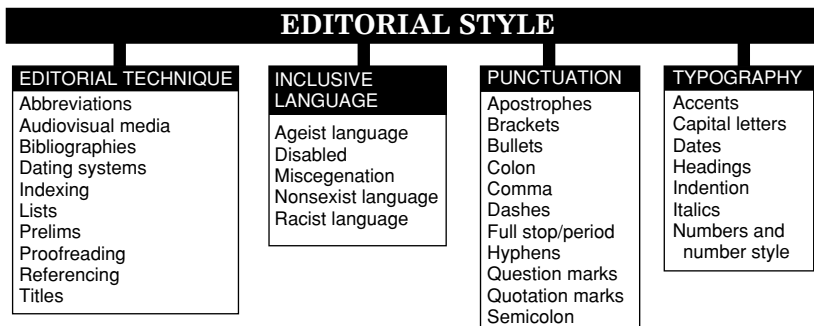 EDITORIAL STYLE
EDITORIAL TECHNIQUE
Abbreviations
Audiovisual media
Bibliographies
Dating systems
Indexing
Lists
Prelims
Proofreading
Referencing
Titles
INCLUSIVE
LANGUAGE
Ageist language
Disabled
Miscegenation
Nonsexist language
Racist language
PUNCTUATION
Apostrophes
Brackets
Bullets
Colon
Comma
Dashes
Full stop/period
Hyphens
Question marks
Quotation marks
Semicolon
TYPOGRAPHY
Accents
Capital letters
Dates
Headings
Indention
Italics
Numbers and
number style